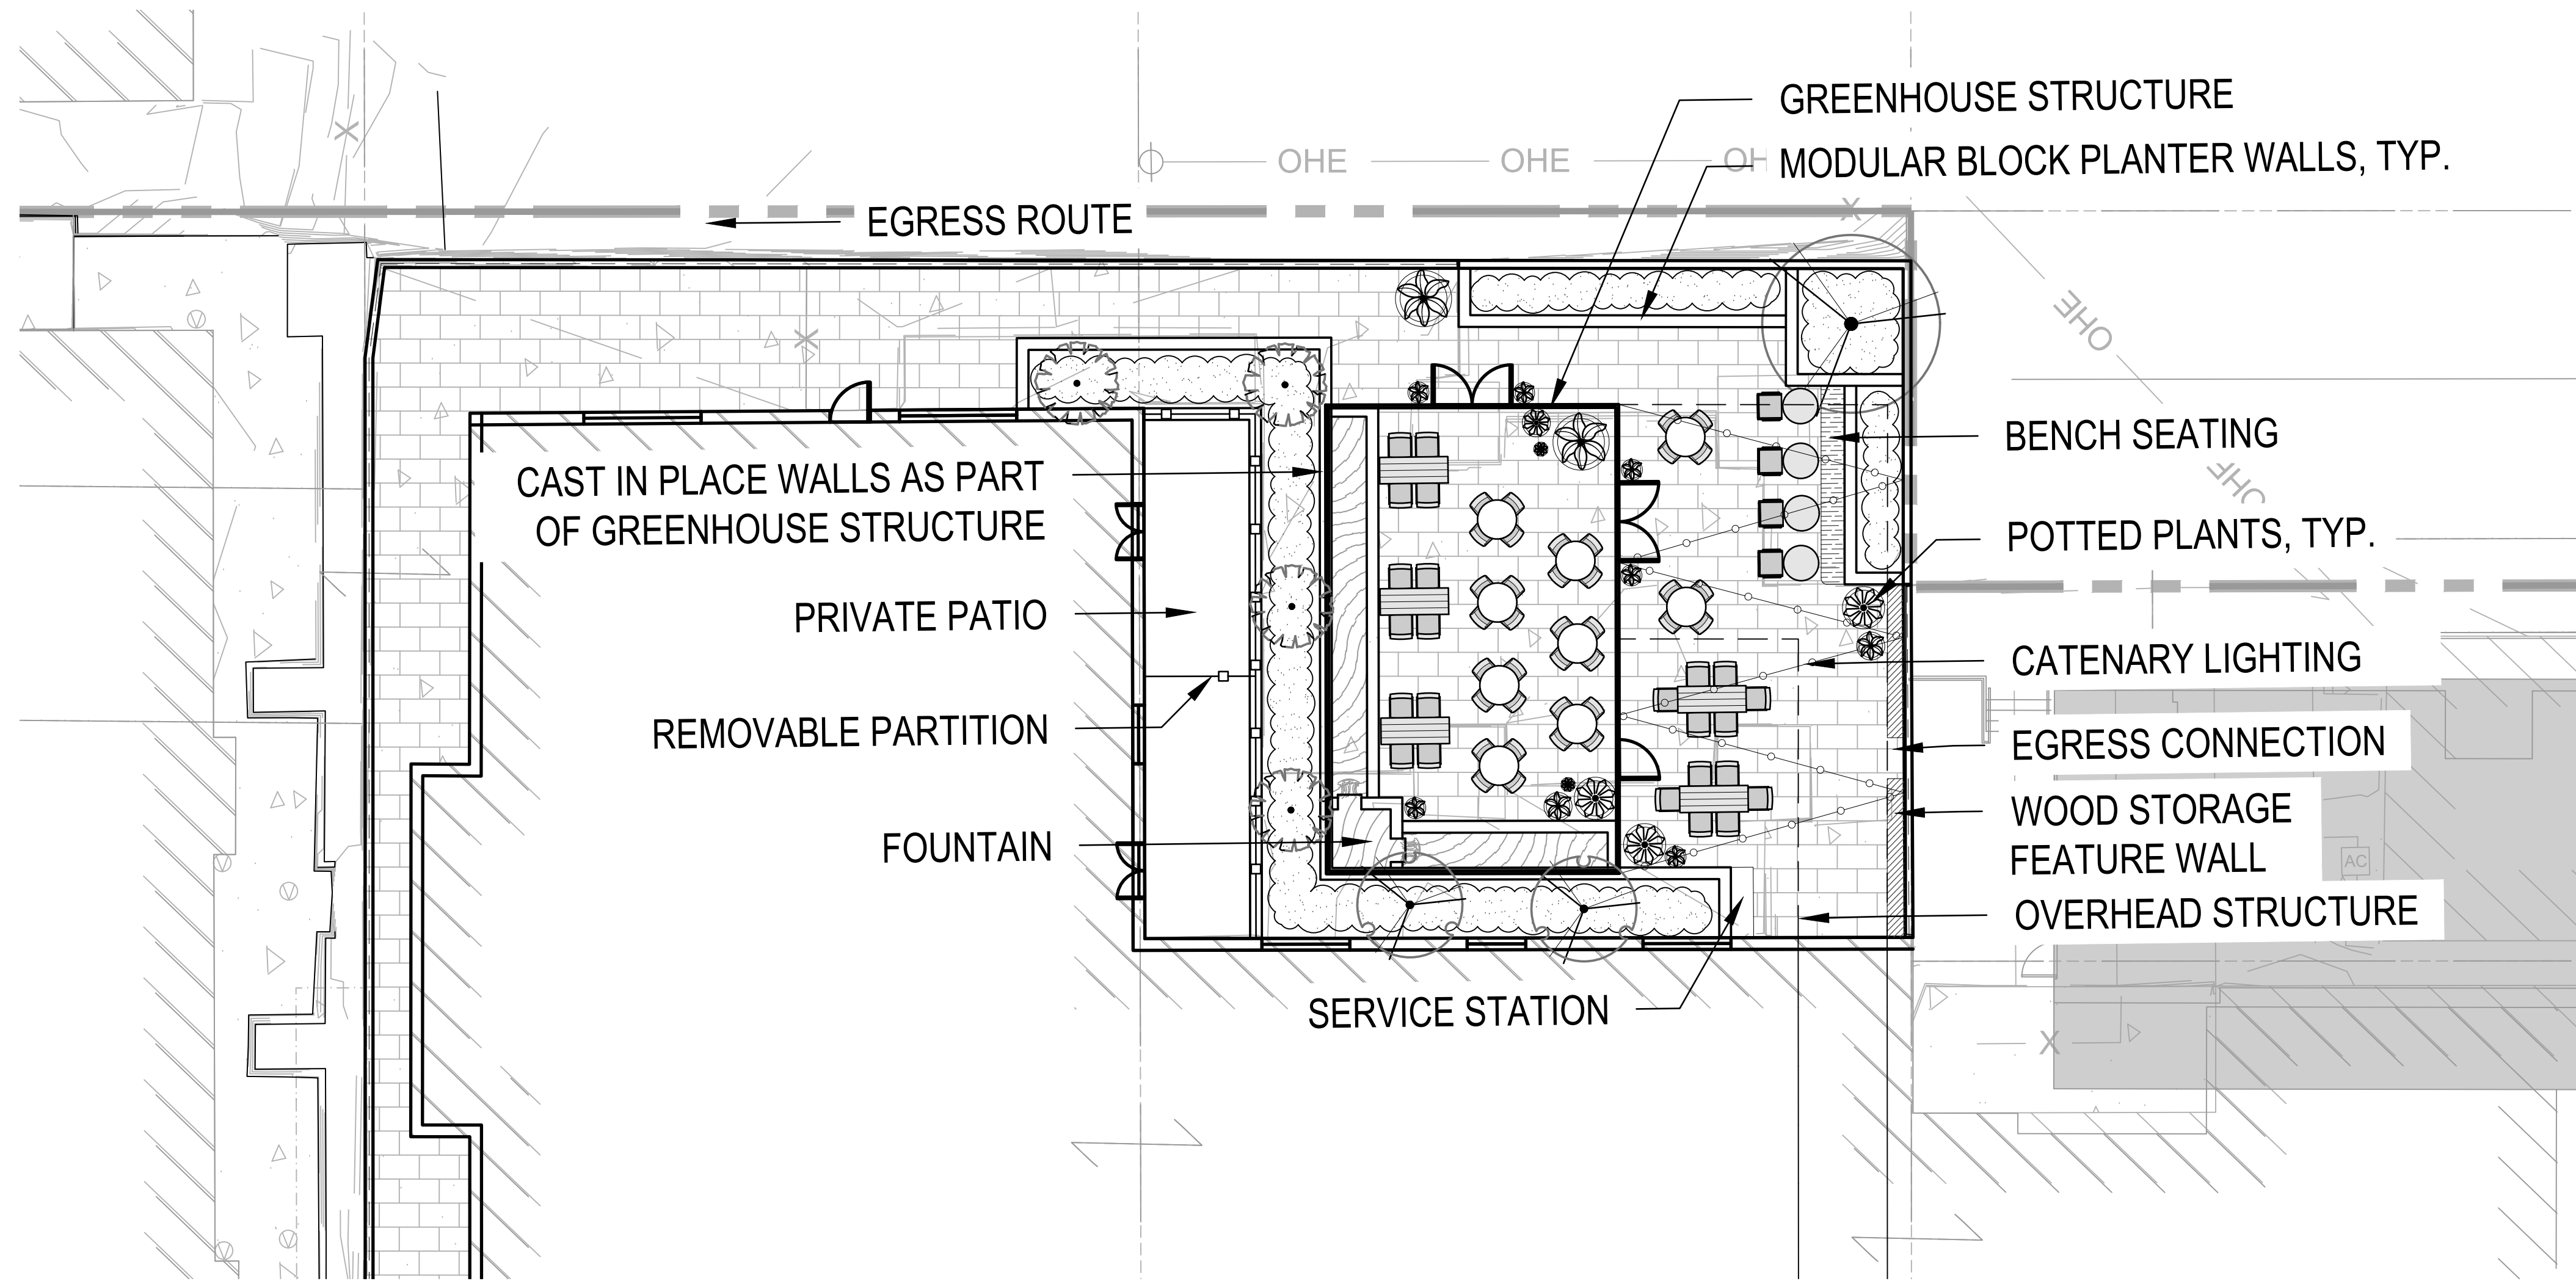 GREENHOUSE STRUCTURE
OHE OHE OH
MODULAR BLOCK PLANTER WALLS, TYP.
X
X
EGRESS ROUTE
OHE
X
BENCH SEATING
CAST IN PLACE WALLS AS PART
OF GREENHOUSE STRUCTURE
OHE
POTTED PLANTS, TYP.
PRIVATE PATIO
CATENARY LIGHTING
REMOVABLE PARTITION
EGRESS CONNECTION
WOOD STORAGE
FEATURE WALL
FOUNTAIN
AC
OVERHEAD STRUCTURE
SERVICE STATION
X
V
V
V
V
V